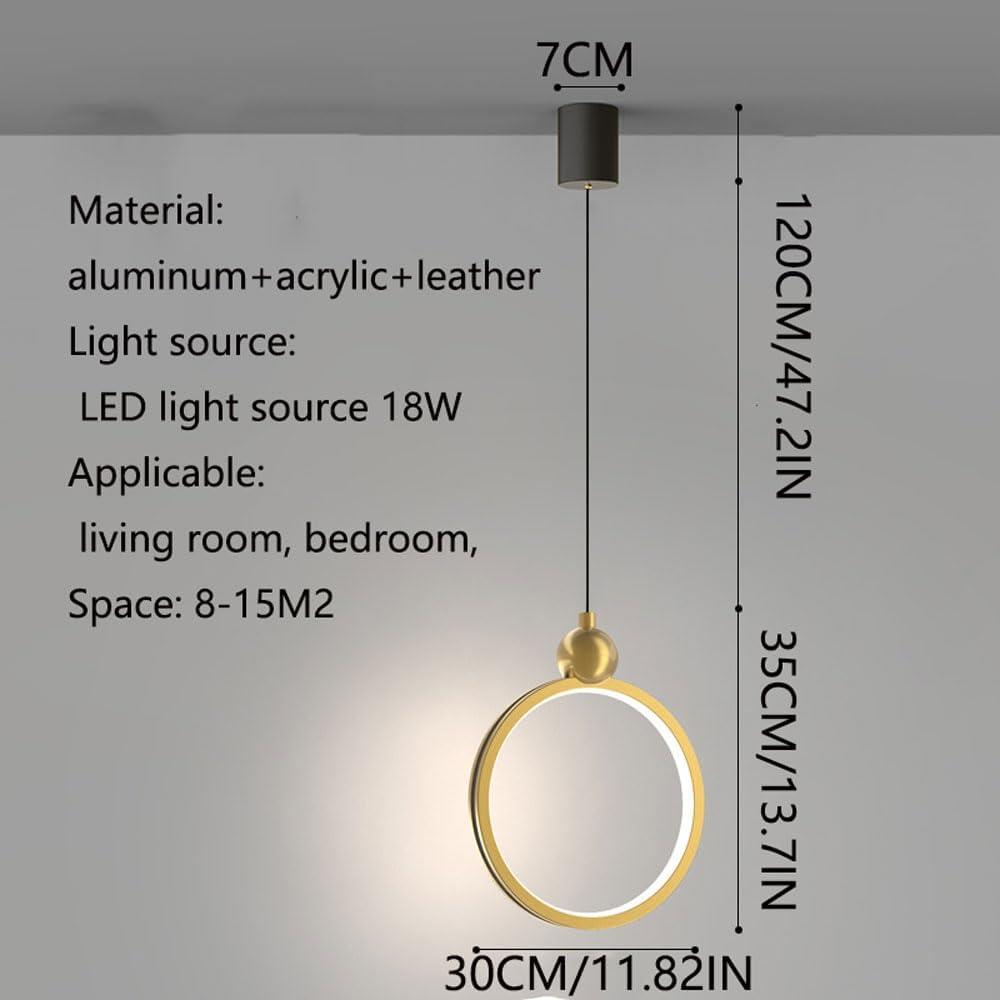 7CM
Material:
aluminum+acrylic+leather
Light source:
LED light source 18W
Applicable:
living room, bedroom,
Space: 8-15M2
120CM/47.2IN
35CM/13.7IN
30CM/11.82IN